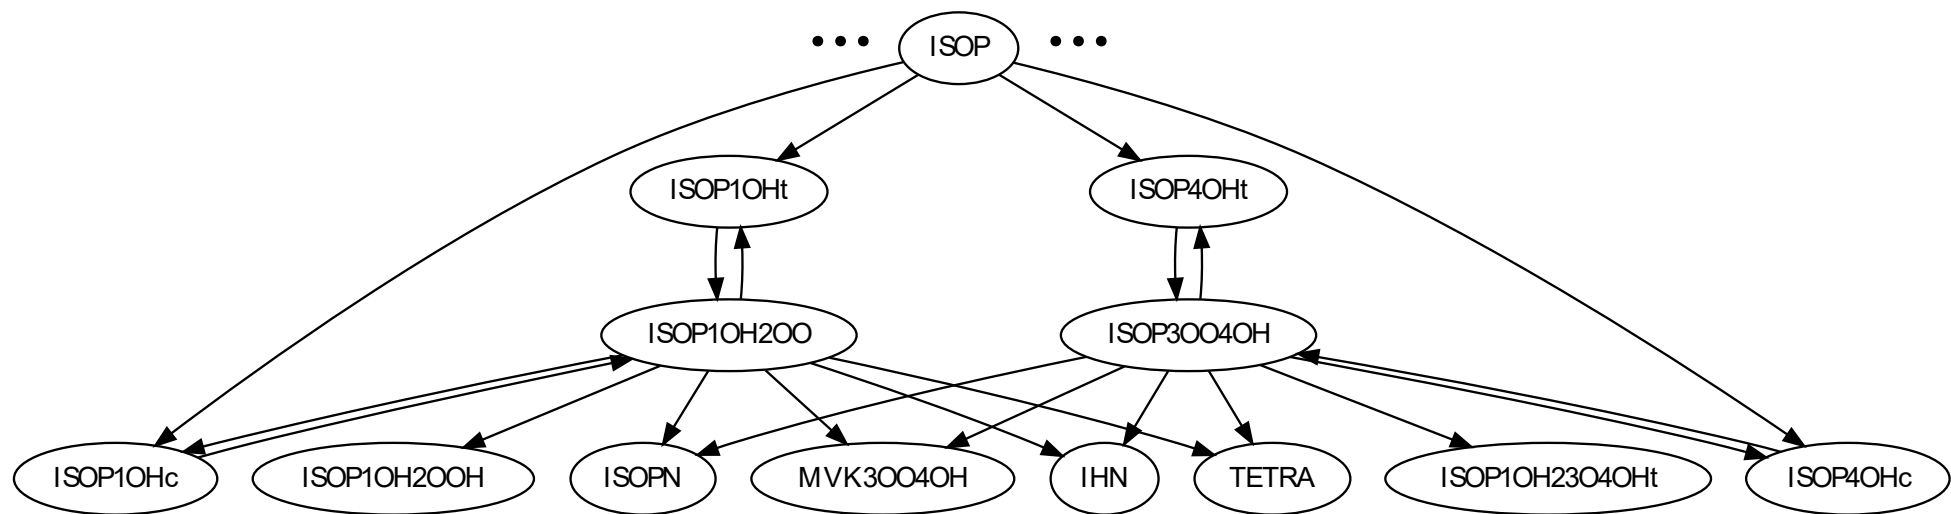 ••• ISOP •••
ISOP1OHt ISOP4OHt
ISOP1OH2OO ISOP3OO4OH
ISOP1OHc ISOP1OH2OOH ISOPN MVK3OO4OH IHN TETRA ISOP1OH23O4OHt ISOP4OHc